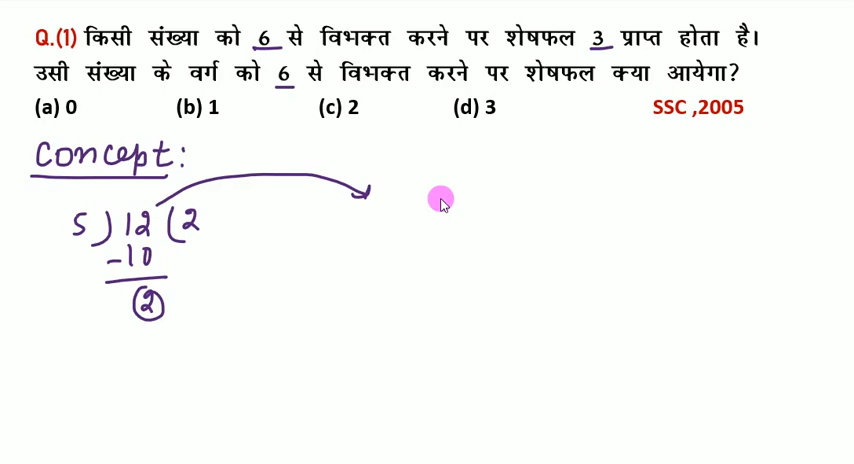 Q.(1) किसी संख्या को 6 से विभक्त करने पर शेषफल 3 प्राप्त होता है।
उसी संख्या के वर्ग को 6 से विभक्त करने पर शेषफल क्या आयेगा?
(a) 0 (b) 1 (c) 2 (d) 3 SSC ,2005
Concept:
5 ) 12 ( 2
-10
2